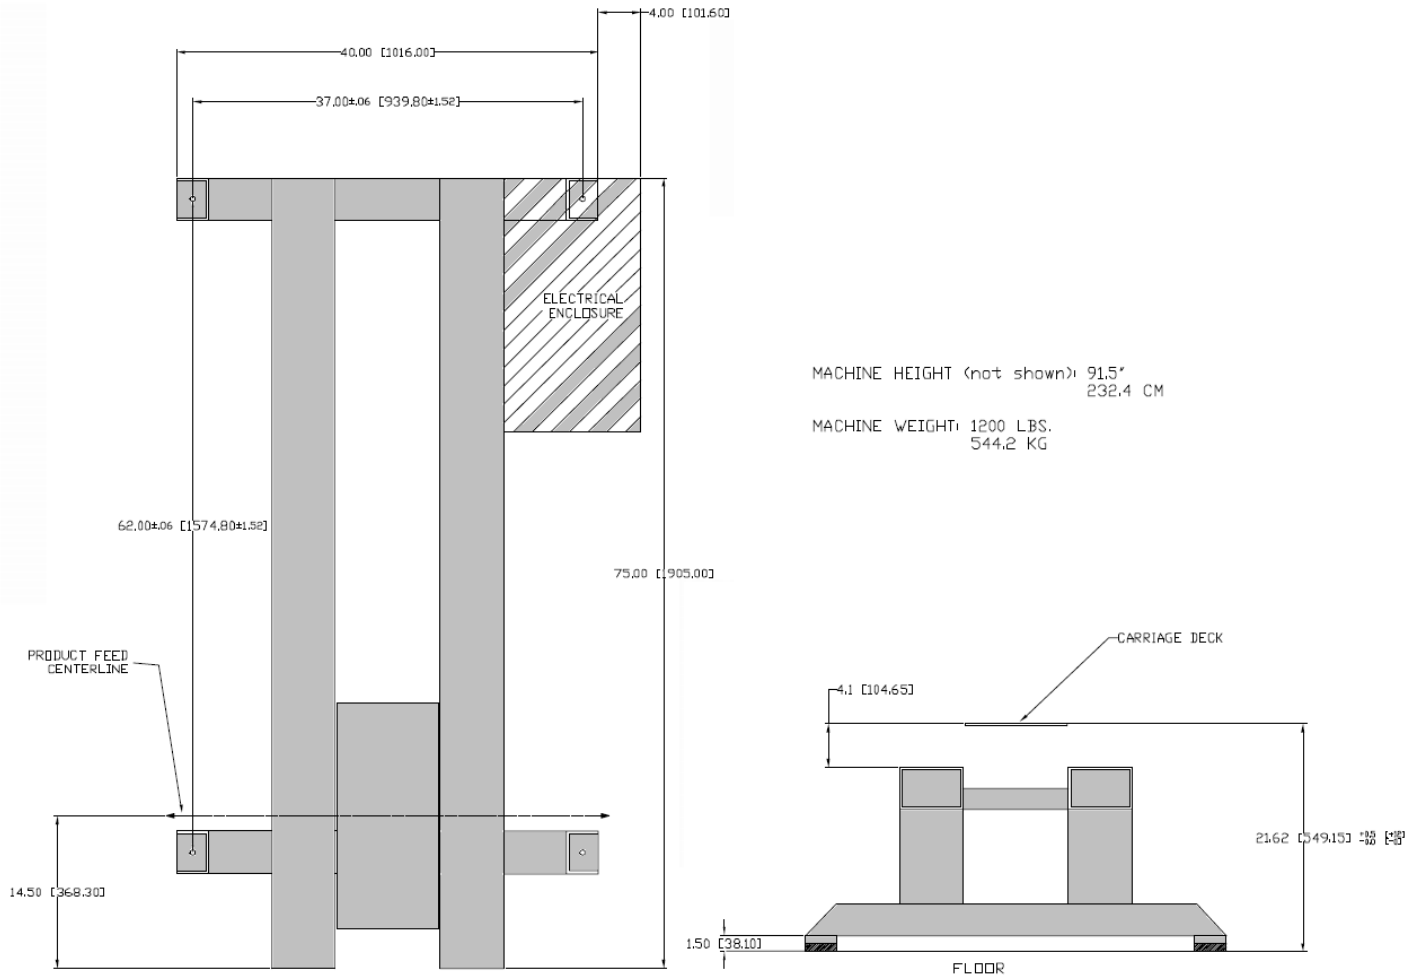 4.00 [101.60]
40.00 [1016.00]
37.00±.06 [939.80±1.52]
ELECTRICAL
ENCLOSURE
MACHINE HEIGHT (not shown): 91.5"
232.4 CM
MACHINE WEIGHT: 1200 LBS.
544.2 KG
62.00±.06 [1574.80±1.52]
75.00 [1905.00]
PRODUCT FEED
CENTERLINE
CARRIAGE DECK
4.1 [104.65]
21.62 [549.15]
14.50 [368.30]
1.50 [38.10]
FLOOR